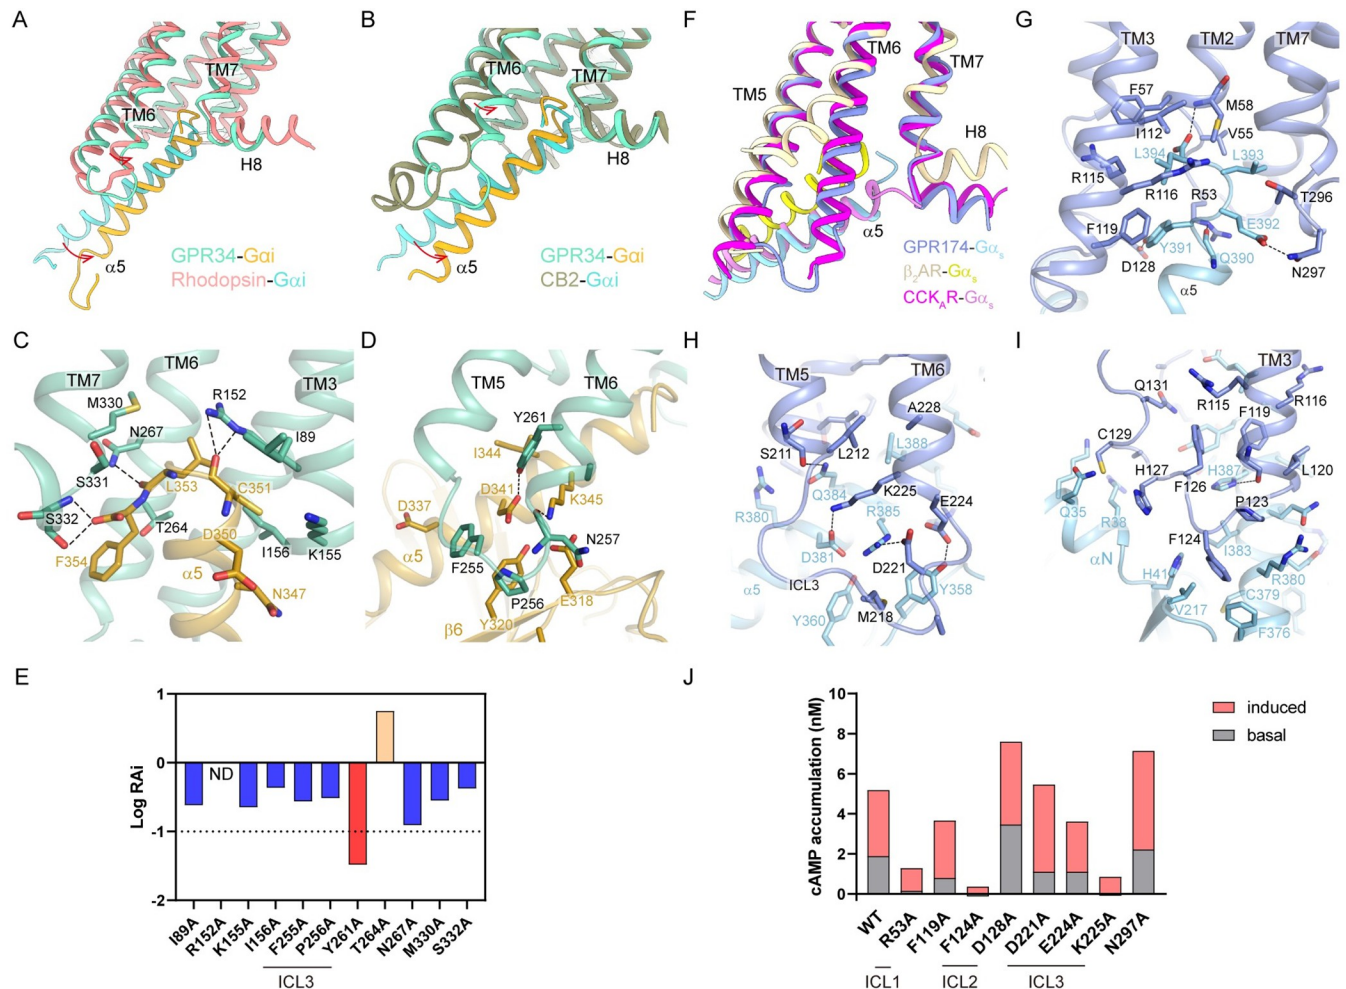 A
TM7
TM6
H8
α5
GPR34-Gαi
Rhodopsin-Gαi
B
TM6
TM7
H8
α5
GPR34-Gαi
CB2-Gαi
F
TM6
TM7
TM5
H8
α5
GPR174-Gαs
β2AR-Gαs
CCKAR-Gαs
G
TM3
TM2
TM7
F57
M58
I112
V55
L394
L393
R115
R116
R53
T296
F119
E392
Y391
D128
Q390
N297
α5
C
TM7
TM6
TM3
M330
R152
N267
I89
S331
L353
C351
S332
T264
D350
I156
K155
F354
α5
N347
D
TM5
TM6
Y261
I344
D341
K345
D337
α5
N257
F255
P256
E318
β6
Y320
H
TM5
TM6
A228
S211
L212
L388
Q384
K225
E224
R380
R385
D381
D221
ICL3
Y358
α5
M218
Y360
I
TM3
Q131
R115
F119
R116
C129
H127
H387
L120
F126
Q35
R38
P123
F124
I383
αN
H41
R380
C379
V217
F376
E
Log RAi
1
0
-1
-2
ND
I89A
R152A
K155A
I156A
F255A
P256A
Y261A
T264A
N267A
M330A
S332A
ICL3
J
cAMP accumulation (nM)
10
8
6
4
2
0
induced
basal
WT
R53A
F119A
F124A
D128A
D221A
E224A
K225A
N297A
ICL1
ICL2
ICL3